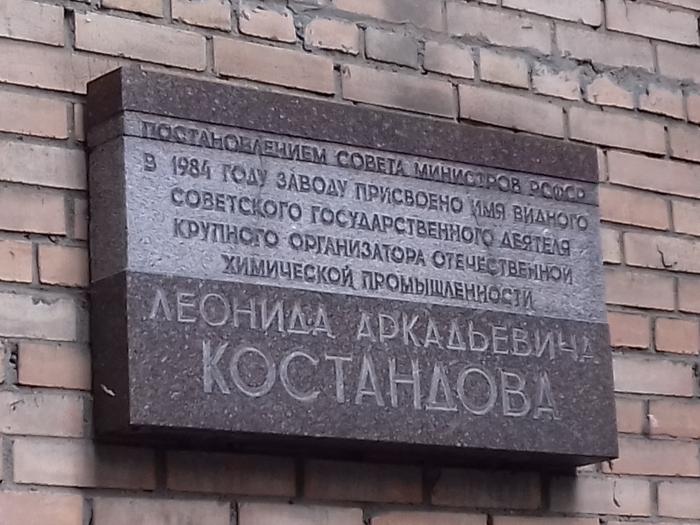 ПОСТАНОВЛЕНИЕМ СОВЕТА МИНИСТРОВ РСФСР
В 1984 ГОДУ ЗАВОДУ ПРИСВОЕНО ИМЯ ВИДНОГО
СОВЕТСКОГО ГОСУДАРСТВЕННОГО ДЕЯТЕЛЯ
КРУПНОГО ОРГАНИЗАТОРА ОТЕЧЕСТВЕННОЙ
ХИМИЧЕСКОЙ ПРОМЫШЛЕННОСТИ
ЛЕОНИДА АРКАДЬЕВИЧА
КОСТАНДОВА